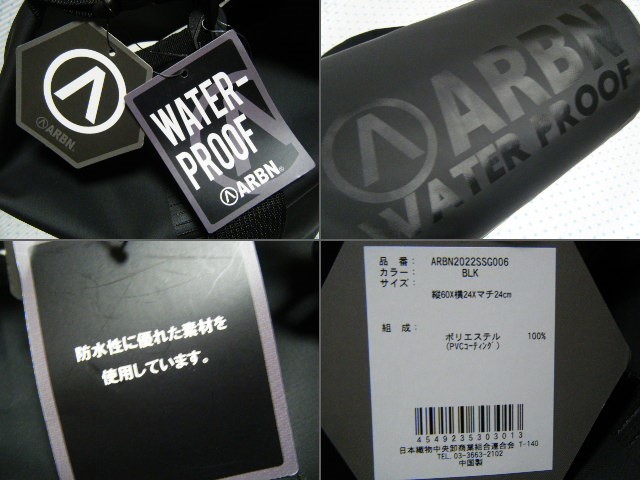 ARBN.
WATER-
PROOF
ARBN.
ARBN
WATER PROOF
防水性に優れた素材を
使用しています。
品 番: ARBN2022SSG006
カラー: BLK
サイズ:
縦60X横24Xマチ24cm
組 成:
ポリエステル 100%
(PVCコーティング)
4549235303013
日本織物中央卸商業組合連合会 T-140
TEL. 03-3663-2102
中国製